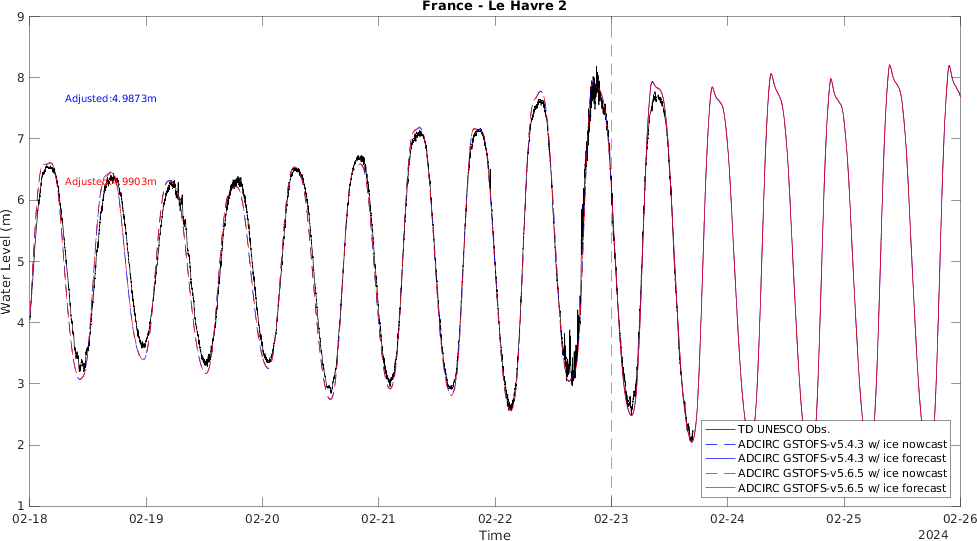 France - Le Havre 2
9
8
7
6
5
4
3
2
1
Water Level (m)
Adjusted:4.9873m
Adjusted:4.9903m
TD UNESCO Obs.
ADCIRC GSTOFS-v5.4.3 w/ ice nowcast
ADCIRC GSTOFS-v5.4.3 w/ ice forecast
ADCIRC GSTOFS-v5.6.5 w/ ice nowcast
ADCIRC GSTOFS-v5.6.5 w/ ice forecast
02-18 02-19 02-20 02-21 02-22 02-23 02-24 02-25 02-26
Time
2024